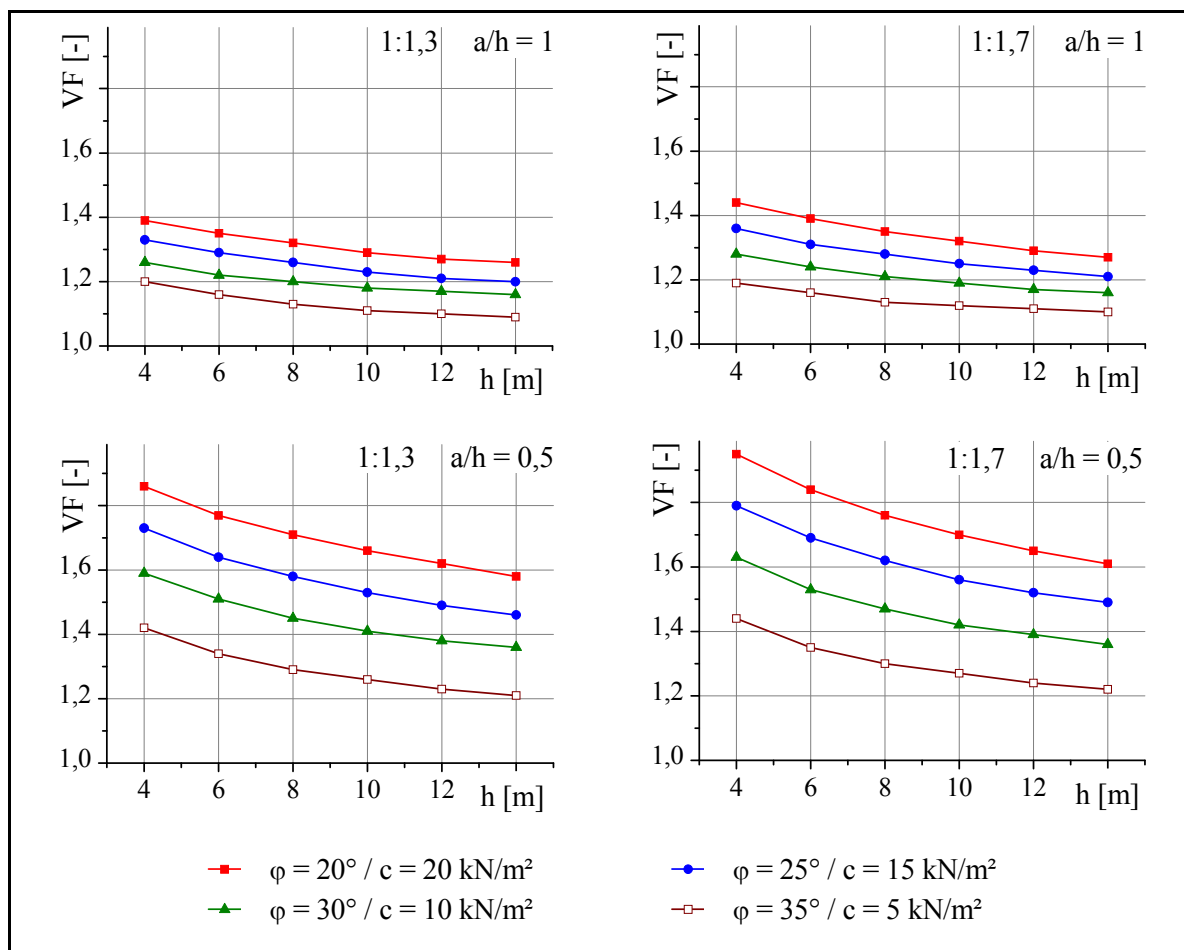 1:1,3 a/h = 1
VF [-]
1,6
1,4
1,2
1,0
4 6 8 10 12 h [m]
1:1,7 a/h = 1
VF [-]
1,6
1,4
1,2
1,0
4 6 8 10 12 h [m]
1:1,3 a/h = 0,5
VF [-]
1,6
1,4
1,2
1,0
4 6 8 10 12 h [m]
1:1,7 a/h = 0,5
VF [-]
1,6
1,4
1,2
1,0
4 6 8 10 12 h [m]
φ = 20° / c = 20 kN/m²
φ = 25° / c = 15 kN/m²
φ = 30° / c = 10 kN/m²
φ = 35° / c = 5 kN/m²